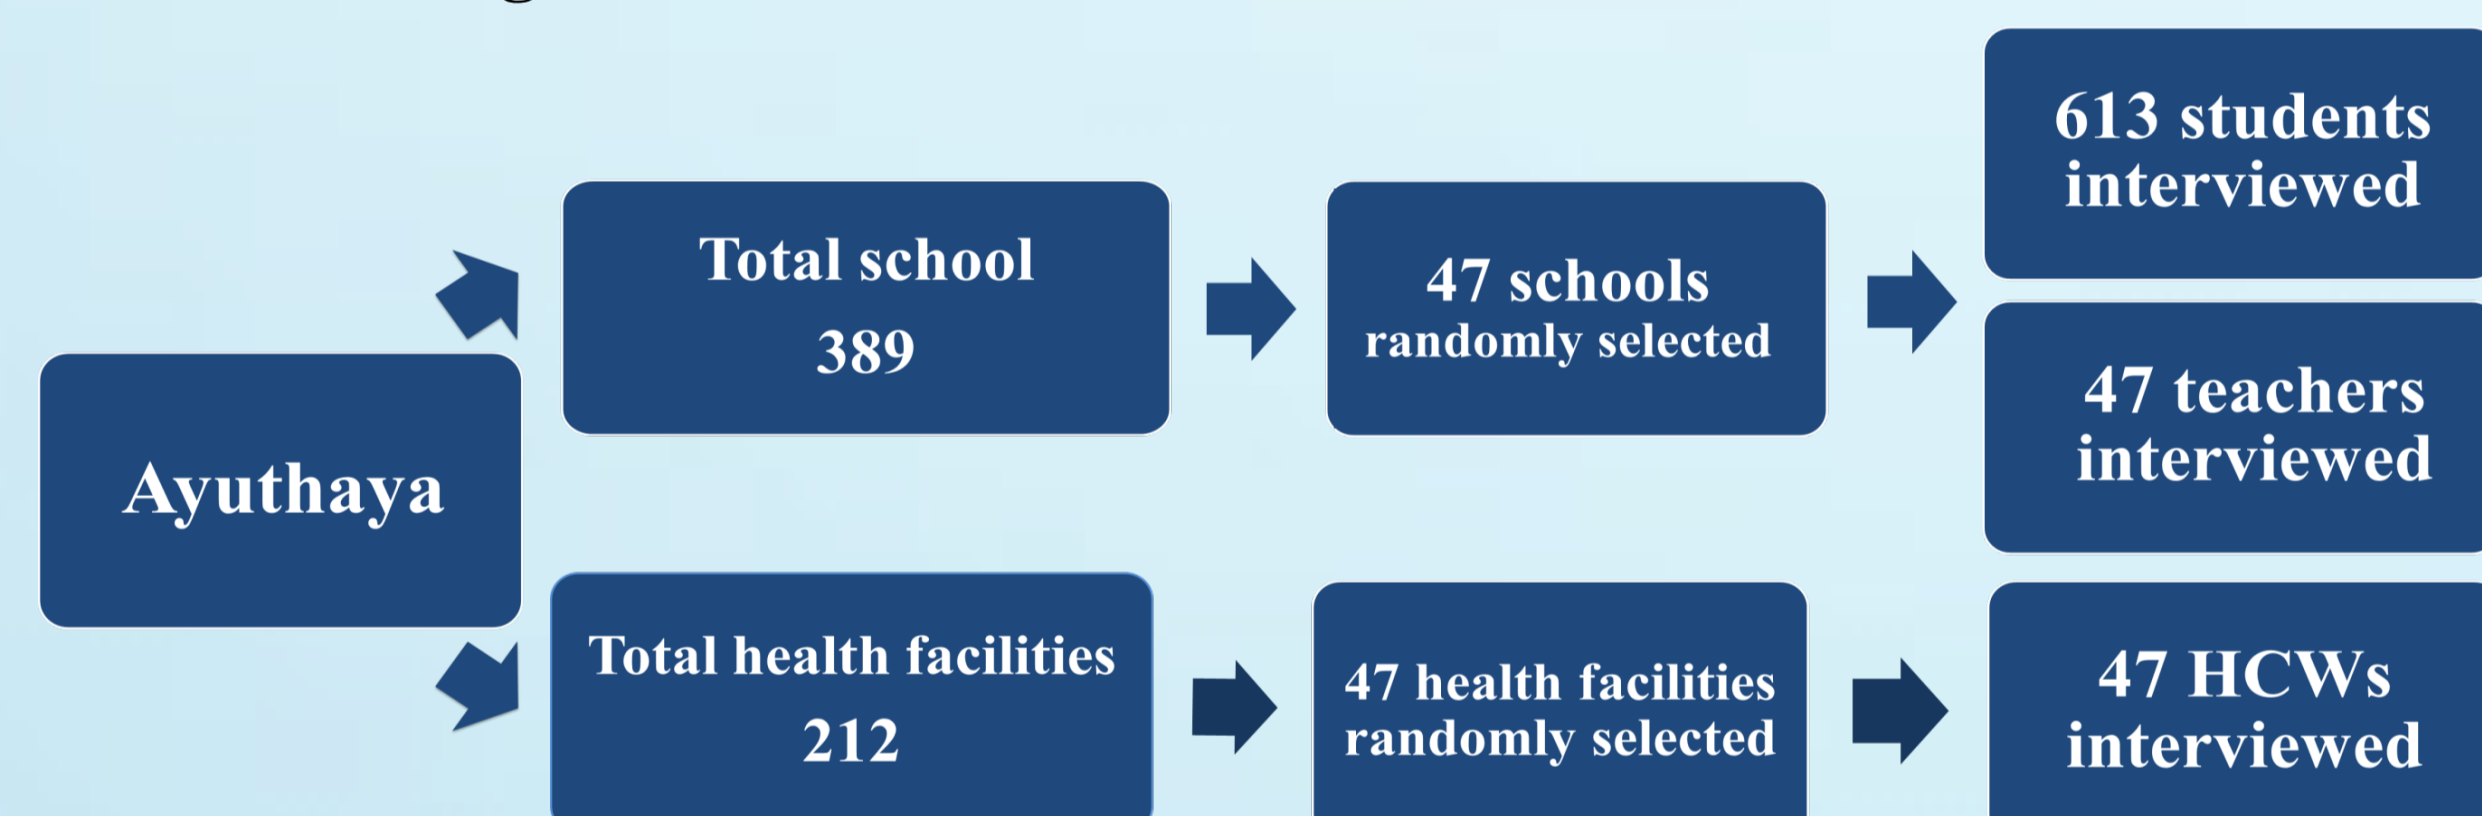 Ayuthaya
Total school
389
47 schools
randomly selected
613 students
interviewed
47 teachers
interviewed
Total health facilities
212
47 health facilities
randomly selected
47 HCWs
interviewed